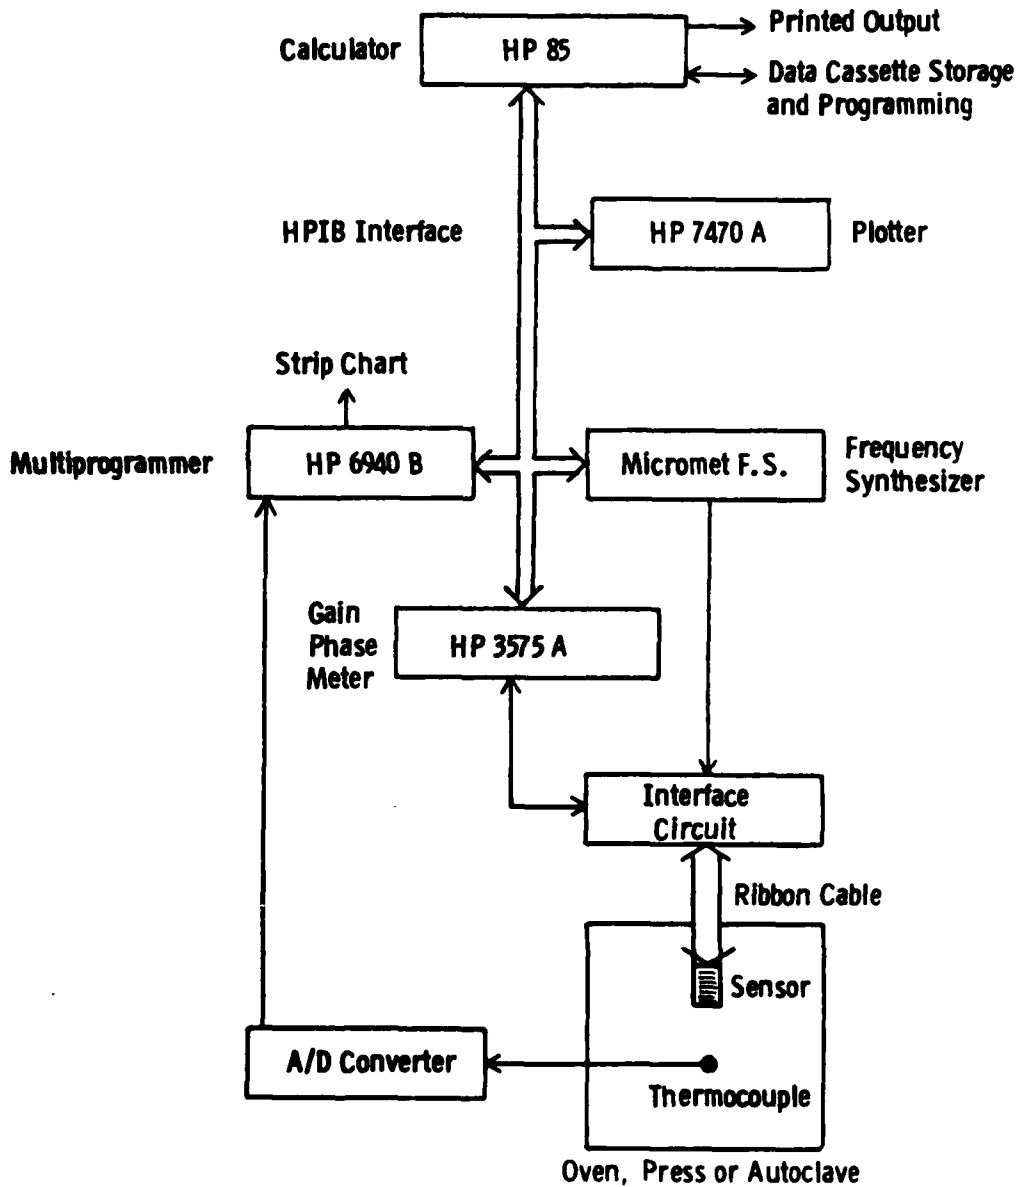 Printed Output
Calculator
HP 85
Data Cassette Storage
and Programming
HPIB Interface
HP 7470 A
Plotter
Strip Chart
Multiprogrammer
HP 6940 B
Micromet F. S.
Frequency
Synthesizer
Gain
Phase
Meter
HP 3575 A
Interface
Circuit
Ribbon Cable
Sensor
A/D Converter
Thermocouple
Oven, Press or Autoclave